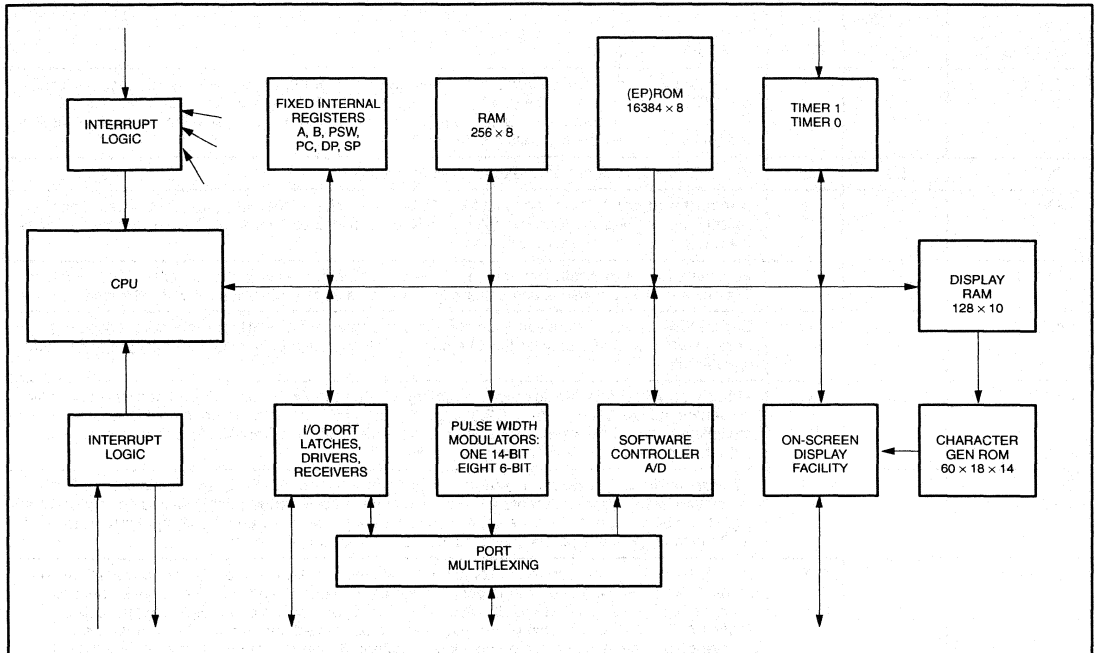 INTERRUPT
LOGIC
FIXED INTERNAL
REGISTERS
A, B, PSW,
PC, DP, SP
RAM
256 × 8
(EP)ROM
16384 × 8
TIMER 1
TIMER 0
CPU
DISPLAY
RAM
128 × 10
INTERRUPT
LOGIC
I/O PORT
LATCHES,
DRIVERS,
RECEIVERS
PULSE WIDTH
MODULATORS:
ONE 14-BIT
EIGHT 6-BIT
SOFTWARE
CONTROLLER
A/D
ON-SCREEN
DISPLAY
FACILITY
CHARACTER
GEN ROM
60 × 18 × 14
PORT
MULTIPLEXING